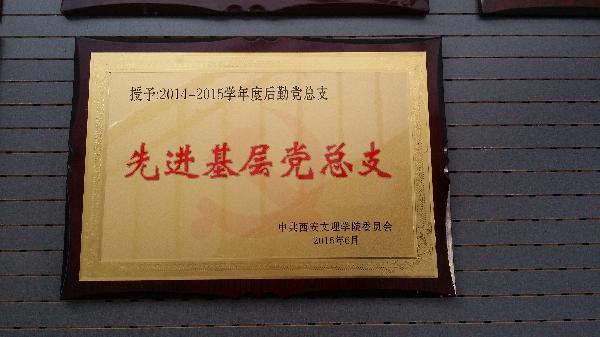 授予:2014-2015学年度后勤党总支
先进基层党总支
中共西安文理学院委员会
2015年6月